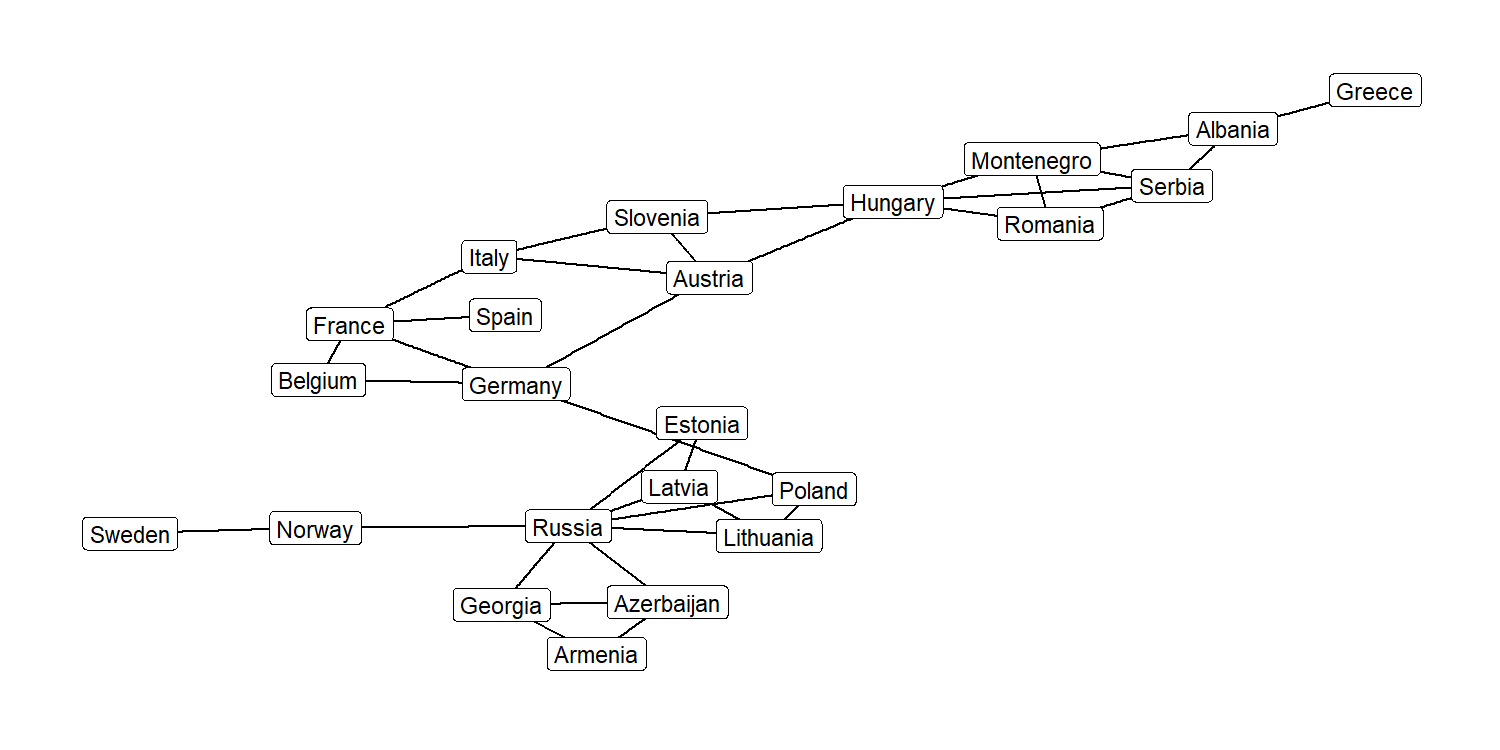 Greece
Albania
Montenegro
Serbia
Hungary
Slovenia
Romania
Italy
Austria
Spain
France
Belgium
Germany
Estonia
Latvia
Poland
Russia
Norway
Sweden
Lithuania
Azerbaijan
Georgia
Armenia